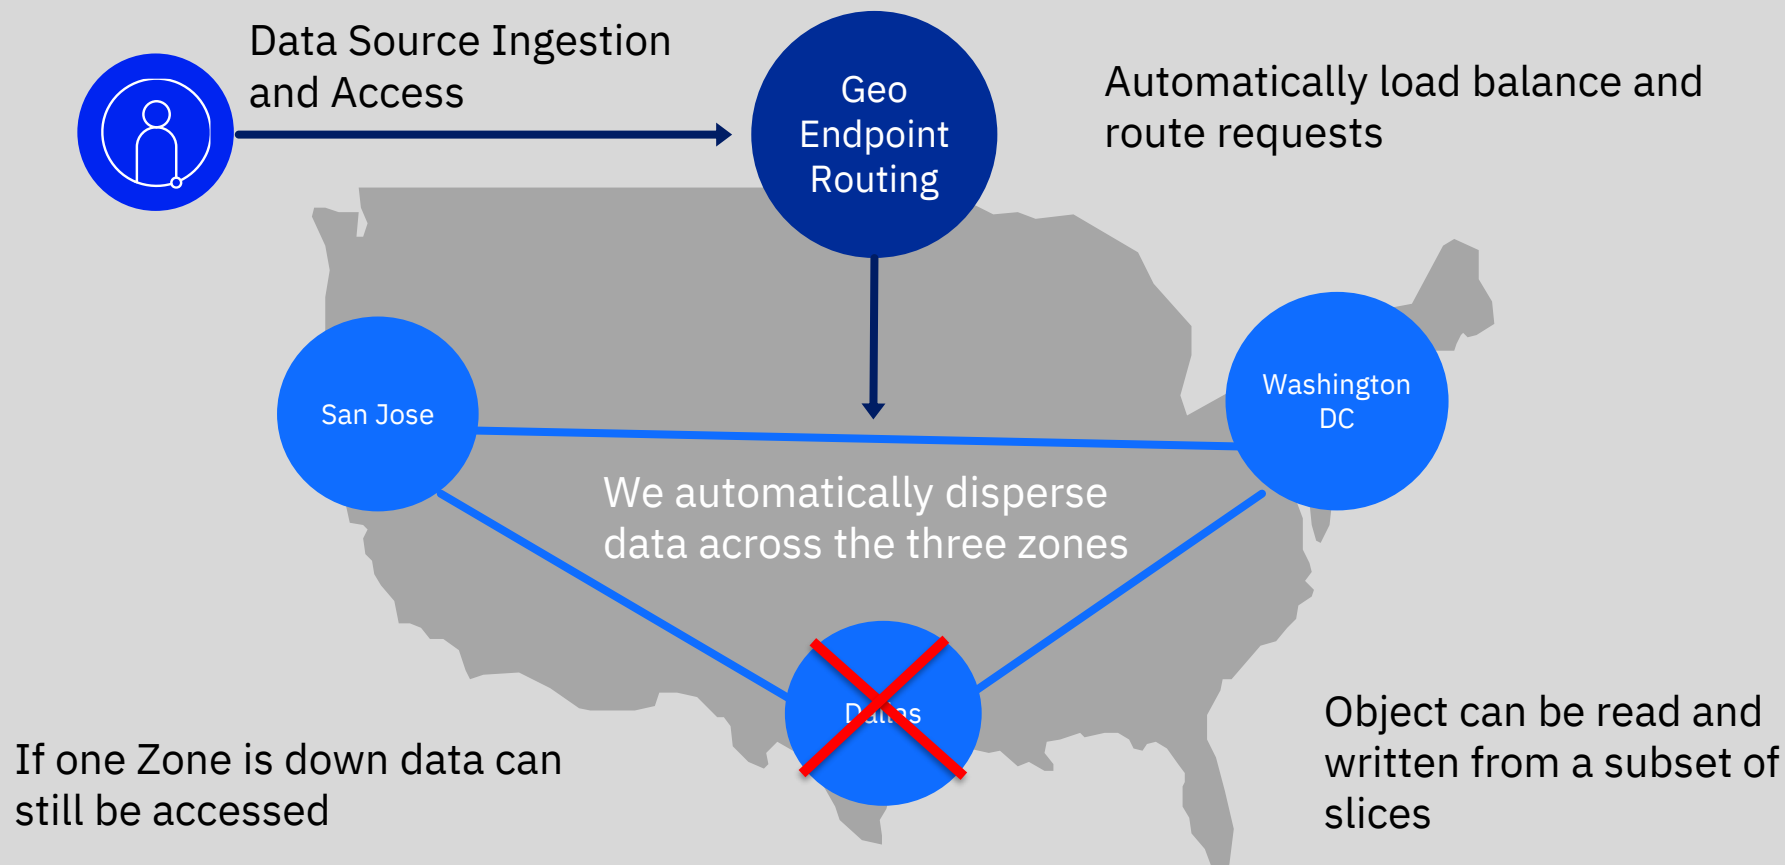 Data Source Ingestion
and Access
Geo
Endpoint
Routing
Automatically load balance and
route requests
San Jose
Washington
DC
We automatically disperse
data across the three zones
Dallas
If one Zone is down data can
still be accessed
Object can be read and
written from a subset of
slices